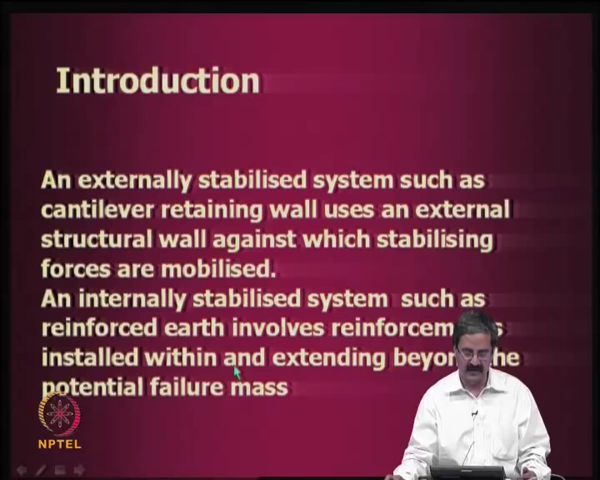 Introduction
An externally stabilised system such as
cantilever retaining wall uses an external
structural wall against which stabilising
forces are mobilised.
An internally stabilised system such as
reinforced earth involves
installed within and extending
potential failure mass
NPTEL